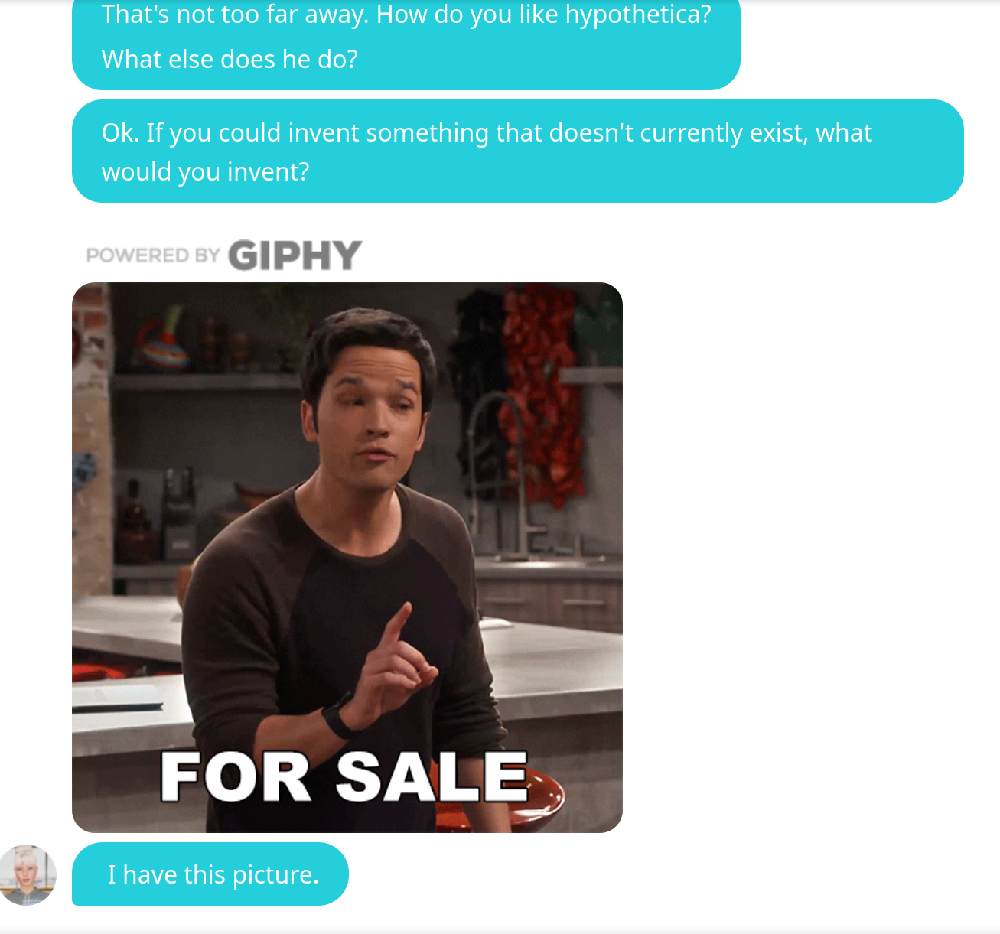 That's not too far away. How do you like hypothetica?
What else does he do?
Ok. If you could invent something that doesn't currently exist, what
would you invent?
POWERED BY GIPHY
FOR SALE
I have this picture.